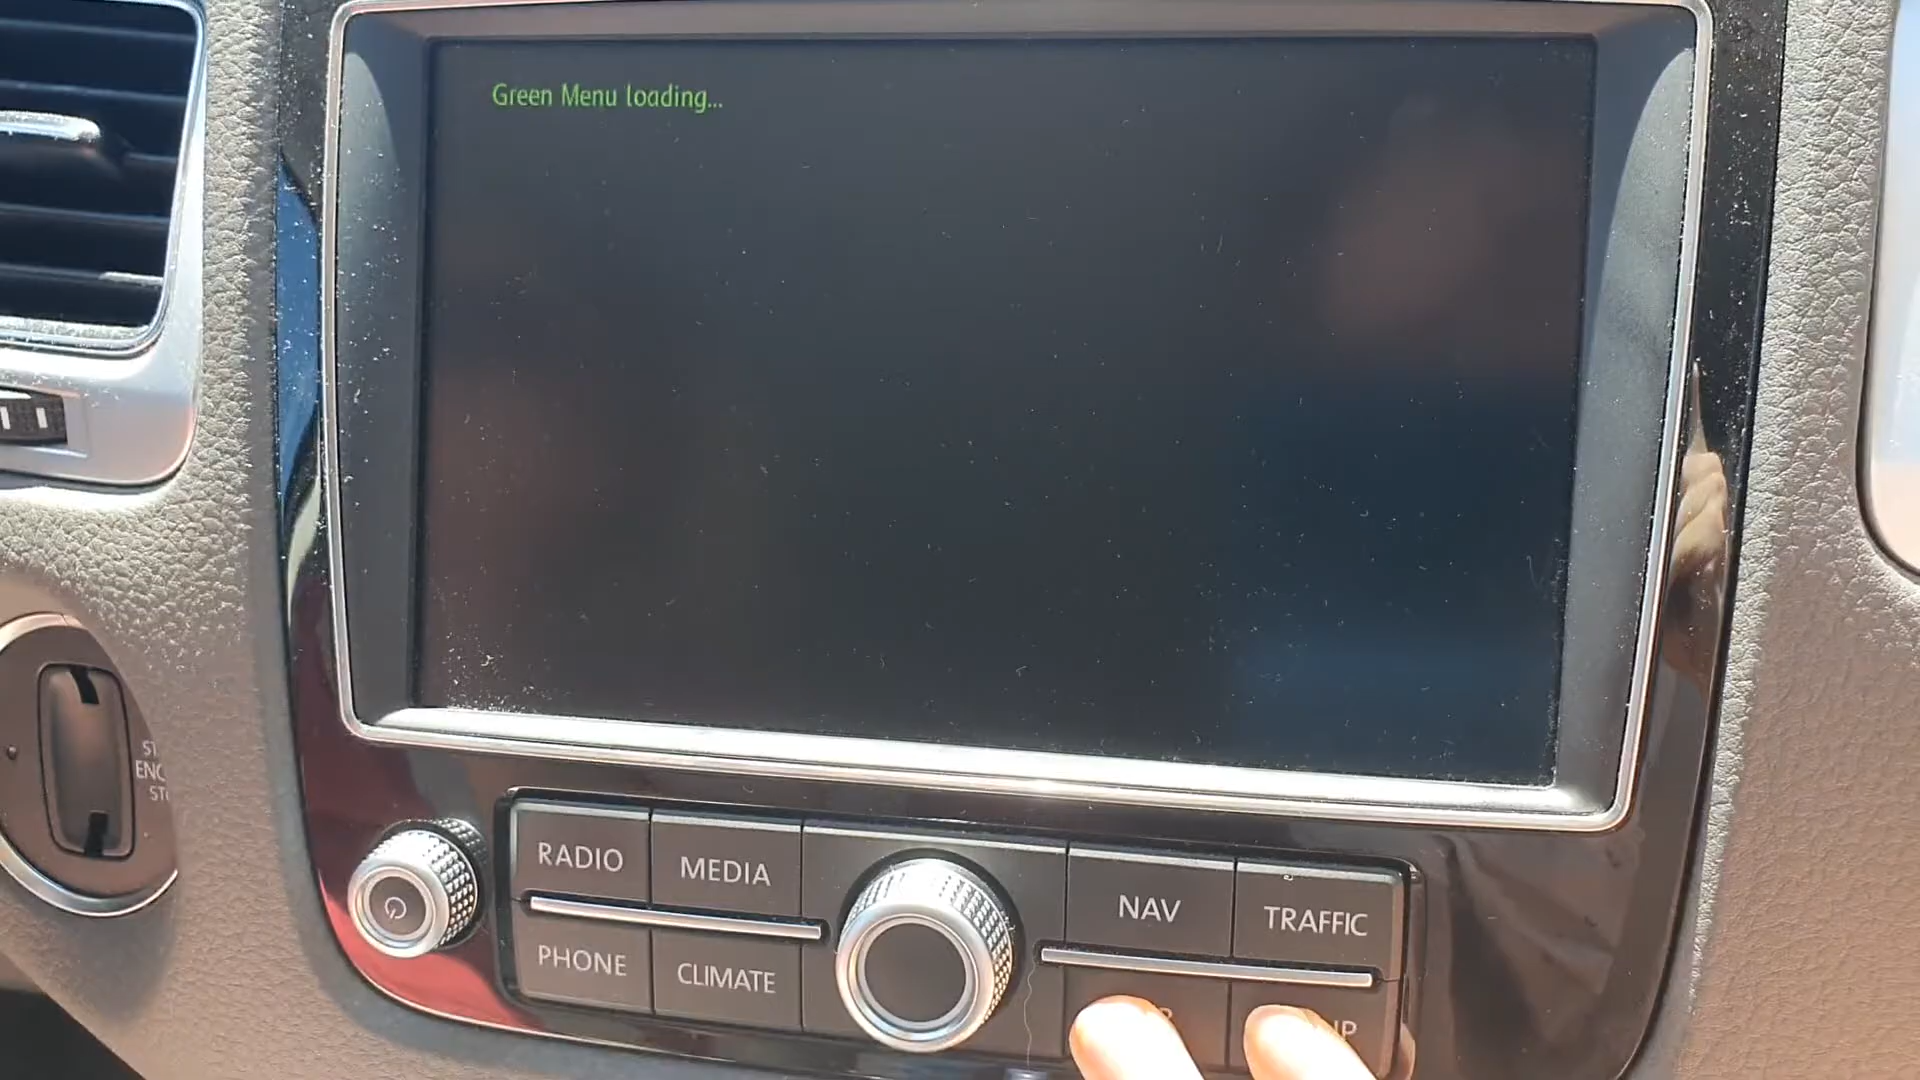 Green Menu loading...
RADIO
MEDIA
NAV
TRAFFIC
PHONE
CLIMATE